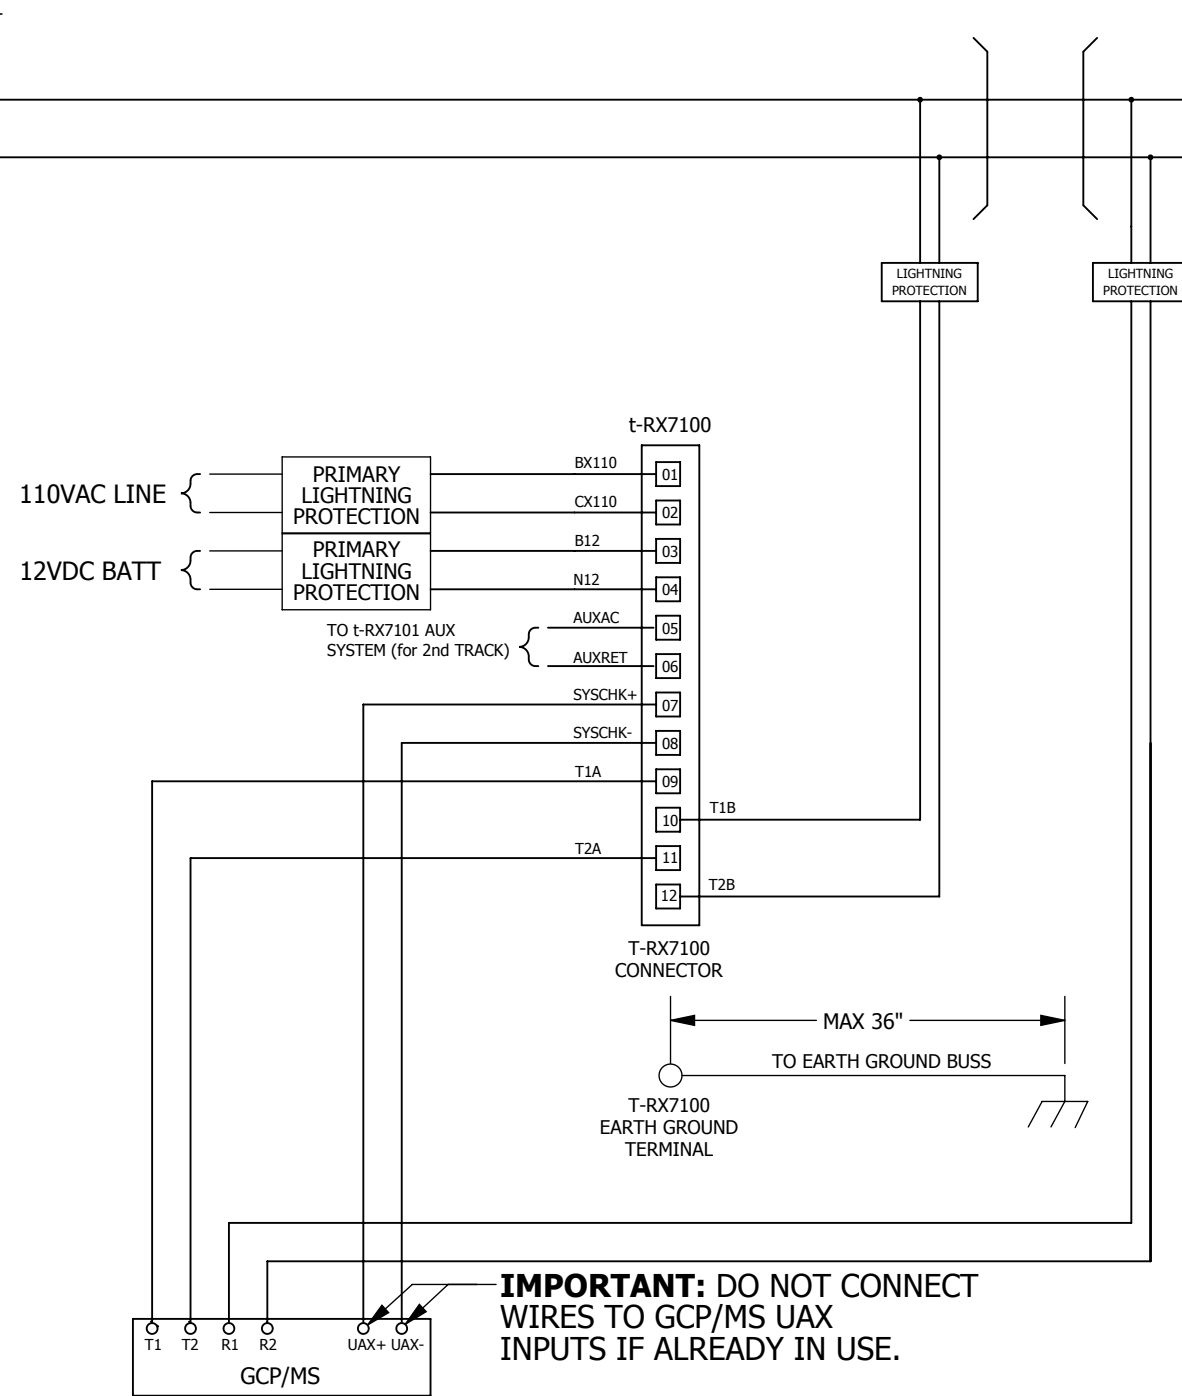 LIGHTNING
PROTECTION
LIGHTNING
PROTECTION
t-RX7100
110VAC LINE
PRIMARY
LIGHTNING
PROTECTION
BX110
01
CX110
02
12VDC BATT
PRIMARY
LIGHTNING
PROTECTION
B12
03
N12
04
TO t-RX7101 AUX
SYSTEM (for 2nd TRACK)
AUXAC
05
AUXRET
06
SYSCHK+
07
SYSCHK-
08
T1A
09
10
T1B
T2A
11
12
T2B
T-RX7100
CONNECTOR
MAX 36"
TO EARTH GROUND BUSS
T-RX7100
EARTH GROUND
TERMINAL
IMPORTANT: DO NOT CONNECT
WIRES TO GCP/MS UAX
INPUTS IF ALREADY IN USE.
T1 T2 R1 R2 UAX+ UAX-
GCP/MS